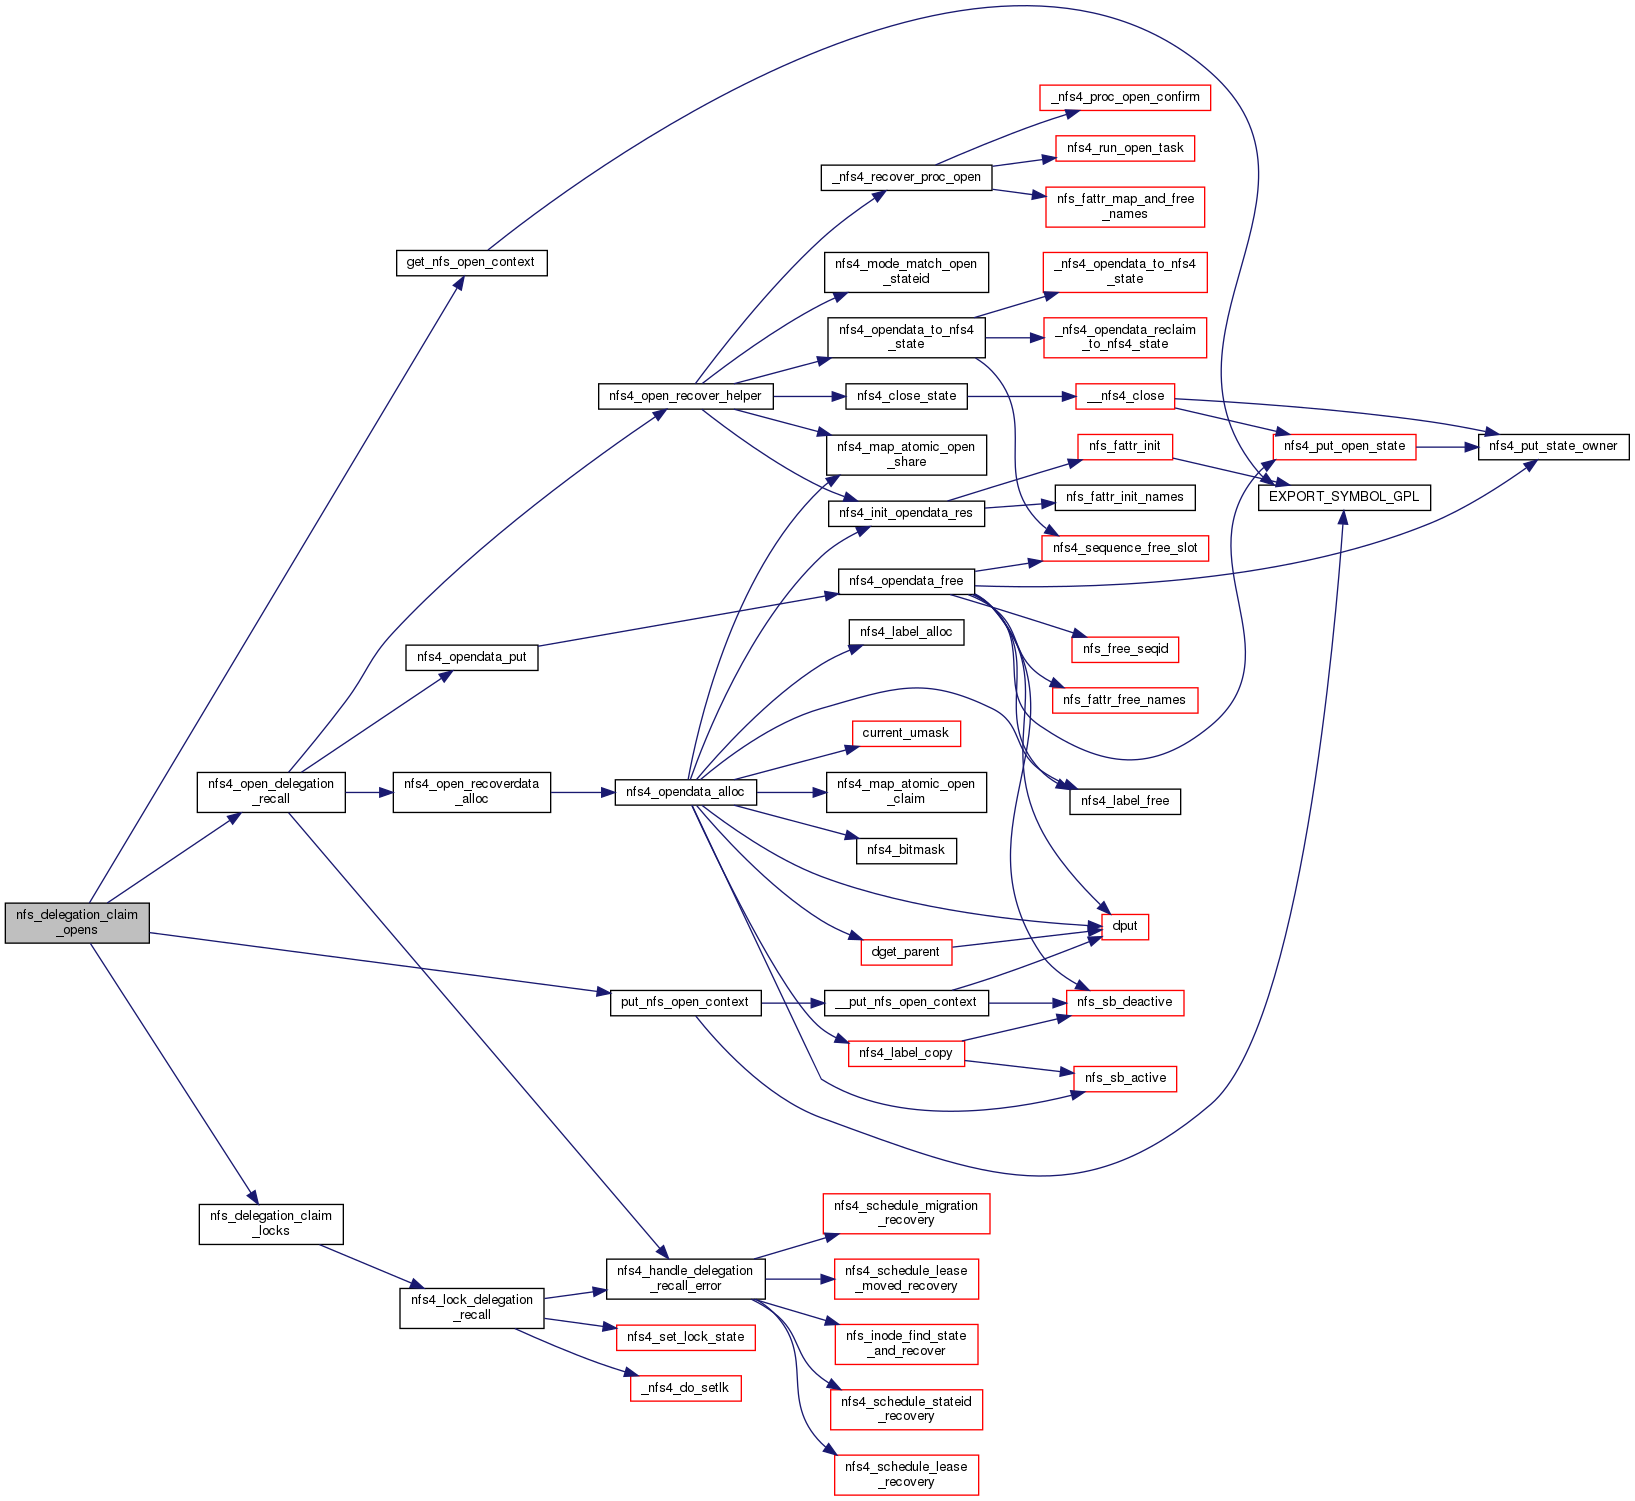 _nfs4_proc_open_confirm
nfs4_run_open_task
_nfs4_recover_proc_open
nfs_fattr_map_and_free
_names
get_nfs_open_context
nfs4_mode_match_open
_stateid
_nfs4_opendata_to_nfs4
_state
nfs4_opendata_to_nfs4
_state
_nfs4_opendata_reclaim
_to_nfs4_state
nfs4_open_recover_helper
nfs4_close_state
__nfs4_close
nfs4_map_atomic_open
_share
nfs_fattr_init
nfs4_put_open_state
nfs4_put_state_owner
nfs4_init_opendata_res
nfs_fattr_init_names
EXPORT_SYMBOL_GPL
nfs4_sequence_free_slot
nfs4_opendata_free
nfs4_label_alloc
nfs_free_seqid
nfs4_opendata_put
nfs_fattr_free_names
current_umask
nfs4_open_delegation
_recall
nfs4_open_recoverdata
_alloc
nfs4_opendata_alloc
nfs4_map_atomic_open
_claim
nfs4_label_free
nfs4_bitmask
nfs_delegation_claim
_opens
dput
dget_parent
put_nfs_open_context
__put_nfs_open_context
nfs_sb_deactive
nfs4_label_copy
nfs_sb_active
nfs_delegation_claim
_locks
nfs4_schedule_migration
_recovery
nfs4_handle_delegation
_recall_error
nfs4_schedule_lease
_moved_recovery
nfs4_lock_delegation
_recall
nfs4_set_lock_state
nfs_inode_find_state
_and_recover
_nfs4_do_setlk
nfs4_schedule_stateid
_recovery
nfs4_schedule_lease
_recovery